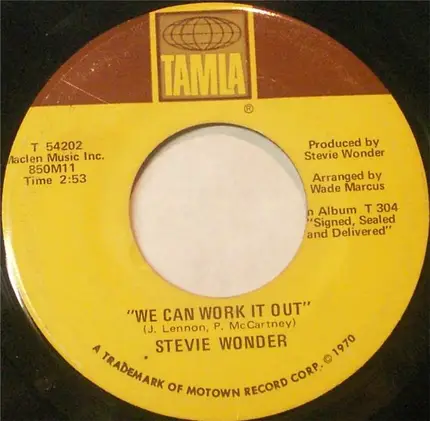 TAMLA
®
T 54202
Maclen Music Inc.
850M11
Time 2:53
Produced by
Stevie Wonder
Arranged by
Wade Marcus
n Album T 304
"Signed, Sealed
and Delivered"
"WE CAN WORK IT OUT"
(J. Lennon, P. McCartney)
STEVIE WONDER
A TRADEMARK OF MOTOWN RECORD CORP. © 1970